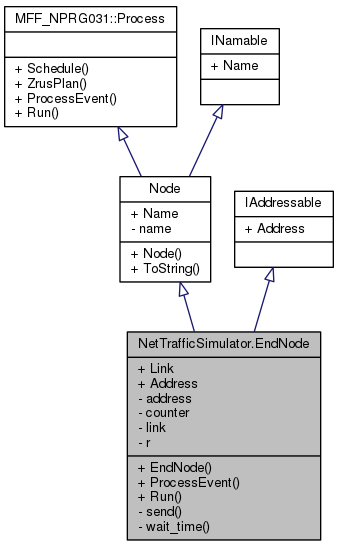 MFF_NPRG031::Process
+ Schedule()
+ ZrusPlan()
+ ProcessEvent()
+ Run()
INamable
+ Name
Node
+ Name
- name
+ Node()
+ ToString()
IAddressable
+ Address
NetTrafficSimulator.EndNode
+ Link
+ Address
- address
- counter
- link
- r
+ EndNode()
+ ProcessEvent()
+ Run()
- send()
- wait_time()